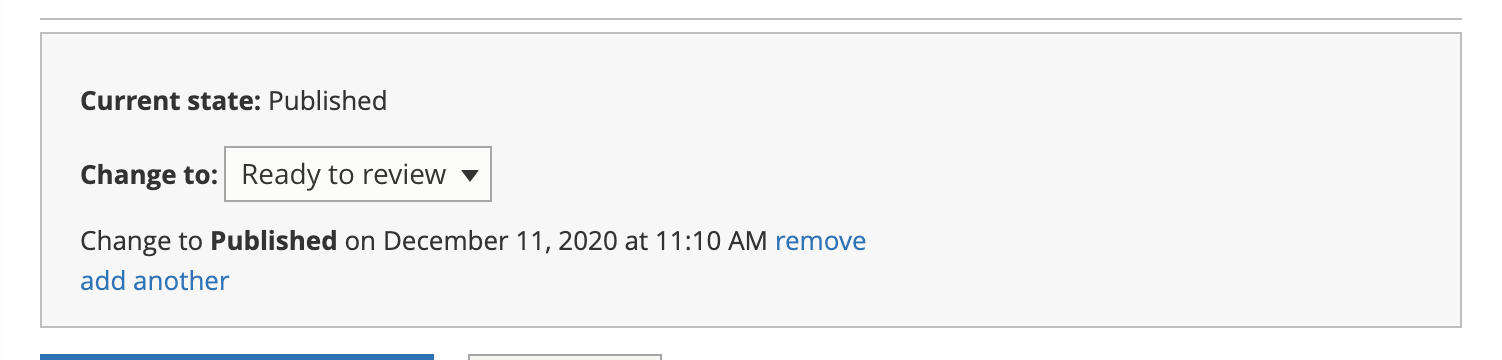 Current state: Published
Change to: Ready to review
Change to Published on December 11, 2020 at 11:10 AM remove
add another